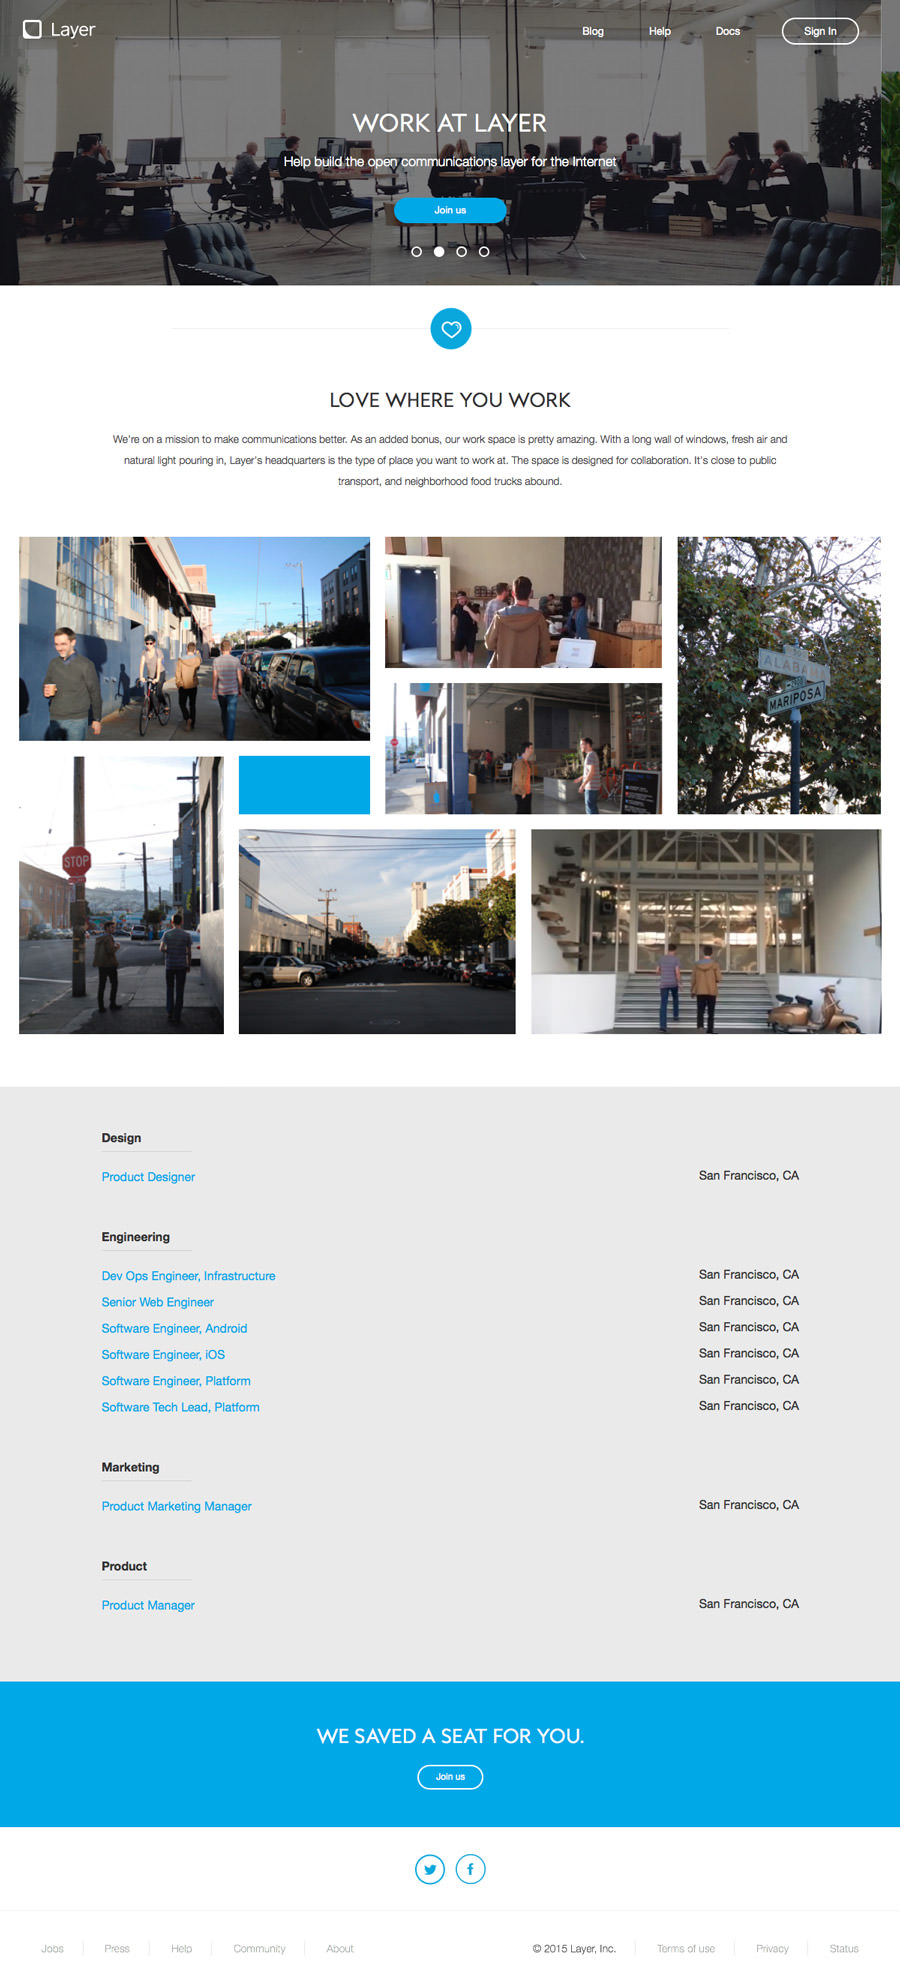 Layer
Blog
Help
Docs
Sign In
WORK AT LAYER
Help build the open communications layer for the Internet
Join us
LOVE WHERE YOU WORK
We're on a mission to make communications better. As an added bonus, our work space is pretty amazing. With a long wall of windows, fresh air and
natural light pouring in, Layer's headquarters is the type of place you want to work at. The space is designed for collaboration. It's close to public
transport, and neighborhood food trucks abound.
MARIPOSA
STOP
Design
Product Designer San Francisco, CA
Engineering
Dev Ops Engineer, Infrastructure San Francisco, CA
Senior Web Engineer San Francisco, CA
Software Engineer, Android San Francisco, CA
Software Engineer, iOS San Francisco, CA
Software Engineer, Platform San Francisco, CA
Software Tech Lead, Platform San Francisco, CA
Marketing
Product Marketing Manager San Francisco, CA
Product
Product Manager San Francisco, CA
WE SAVED A SEAT FOR YOU.
Join us
Jobs Press Help Community About © 2015 Layer, Inc. Terms of use Privacy Status